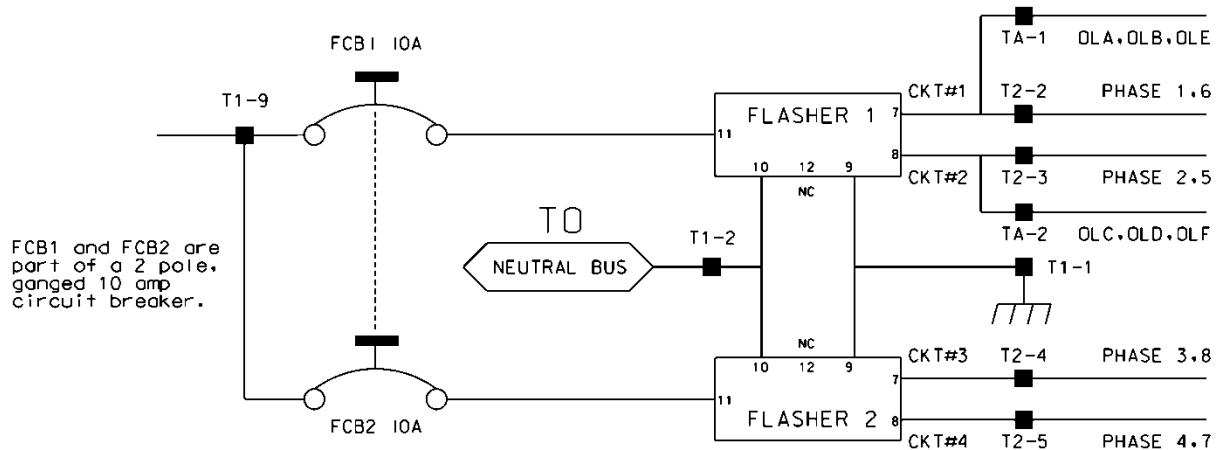 FCB1 10A
TA-1 OLA,OLB,OLE
T1-9
CKT#1 T2-2 PHASE 1,6
FLASHER 1
11
7
8
10 12 9
NC
CKT#2 T2-3 PHASE 2,5
TA-2 OLC,OLD,OLF
TO
NEUTRAL BUS
T1-2
T1-1
FCB1 and FCB2 are
part of a 2 pole,
ganged 10 amp
circuit breaker.
NC
10 12 9
CKT#3 T2-4 PHASE 3,8
7
11
FLASHER 2
8
CKT#4 T2-5 PHASE 4,7
FCB2 10A